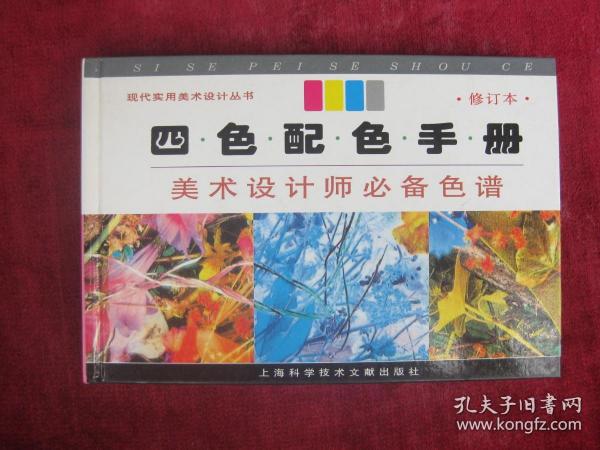 SI SE PEI SE SHOU CE
现代实用美术设计丛书
·修订本·
四·色·配·色·手·册
美术设计师必备色谱
上海科学技术文献出版社
孔夫子旧书网
www.kongfz.com